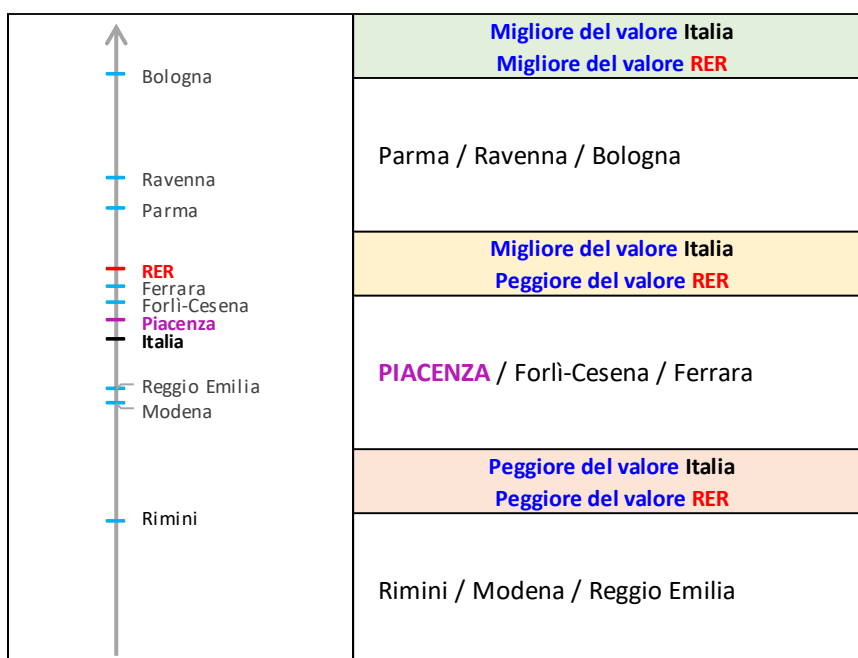 Bologna
Ravenna
Parma
RER
Ferrara
Forlì-Cesena
Piacenza
Italia
Reggio Emilia
Modena
Rimini
Migliore del valore Italia
Migliore del valore RER
Parma / Ravenna / Bologna
Migliore del valore Italia
Peggiore del valore RER
PIACENZA / Forlì-Cesena / Ferrara
Peggiore del valore Italia
Peggiore del valore RER
Rimini / Modena / Reggio Emilia